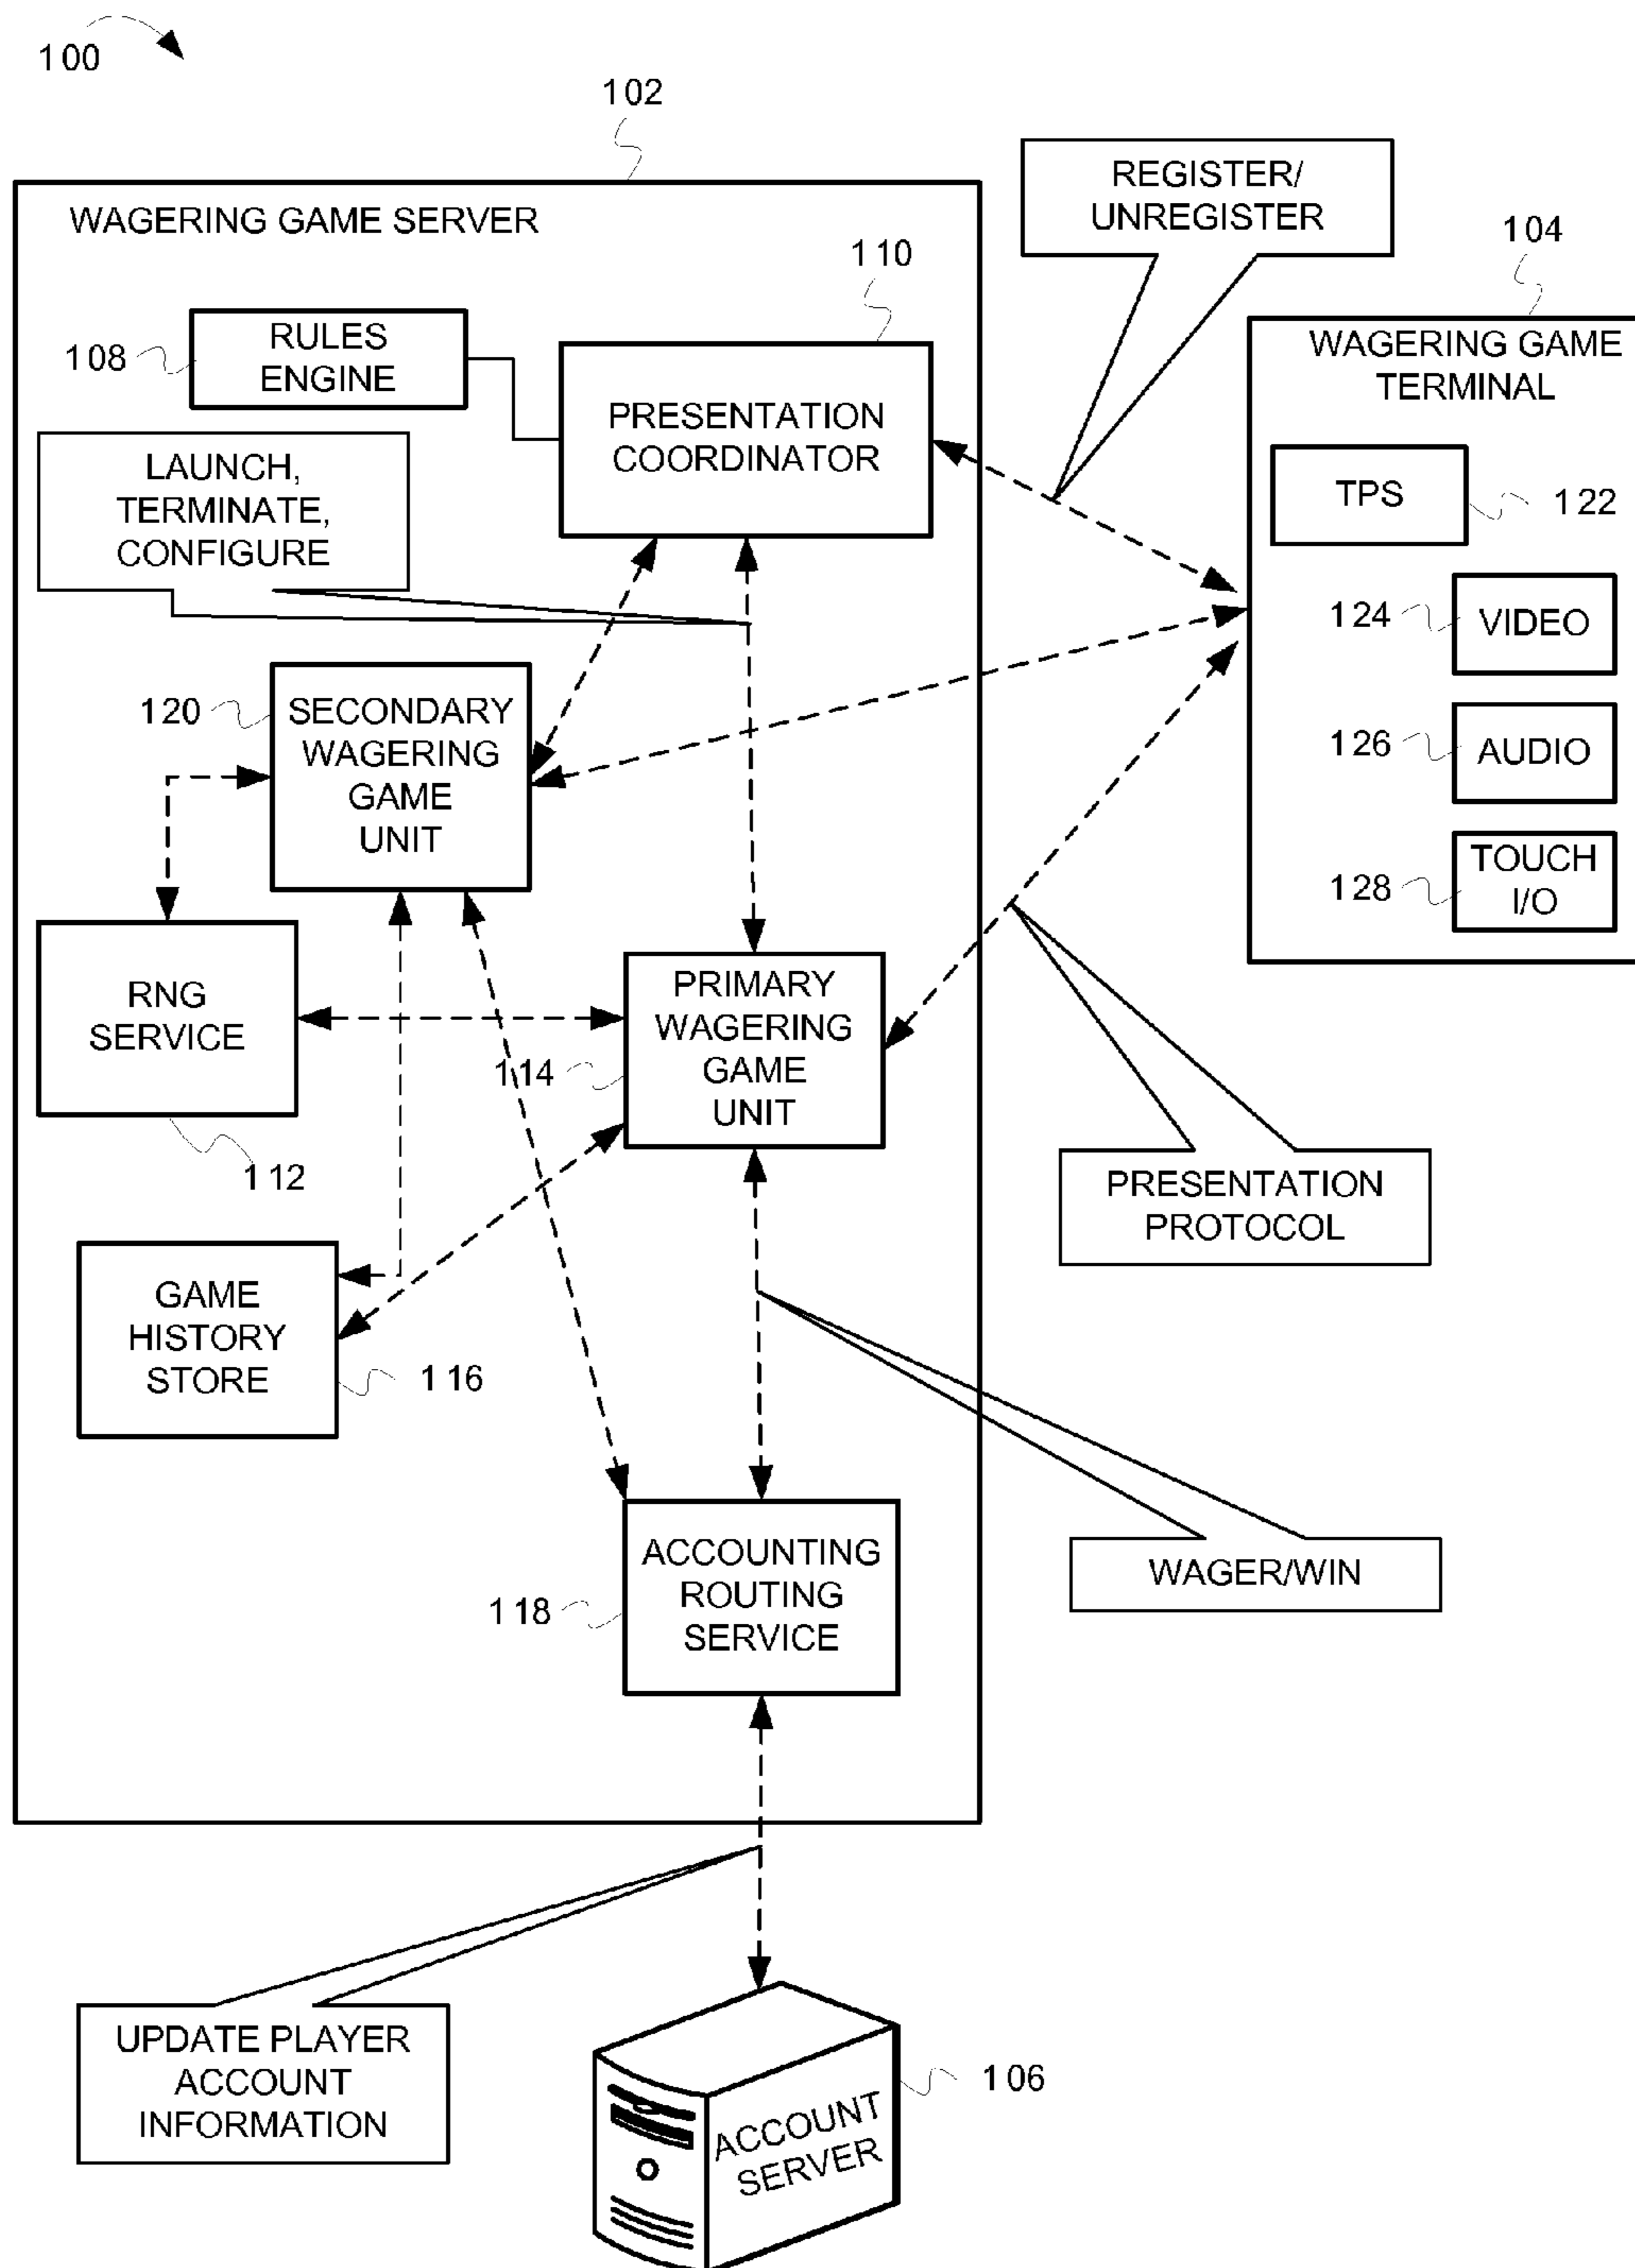 100
102
WAGERING GAME SERVER
REGISTER/
UNREGISTER
104
WAGERING GAME
TERMINAL
110
108
RULES
ENGINE
PRESENTATION
COORDINATOR
TPS
122
LAUNCH,
TERMINATE,
CONFIGURE
124
VIDEO
120
SECONDARY
WAGERING
GAME
UNIT
126
AUDIO
128
TOUCH
I/O
RNG
SERVICE
112
PRIMARY
WAGERING
GAME
UNIT
114
PRESENTATION
PROTOCOL
GAME
HISTORY
STORE
116
ACCOUNTING
ROUTING
SERVICE
118
WAGER/WIN
UPDATE PLAYER
ACCOUNT
INFORMATION
106
ACCOUNT
SERVER